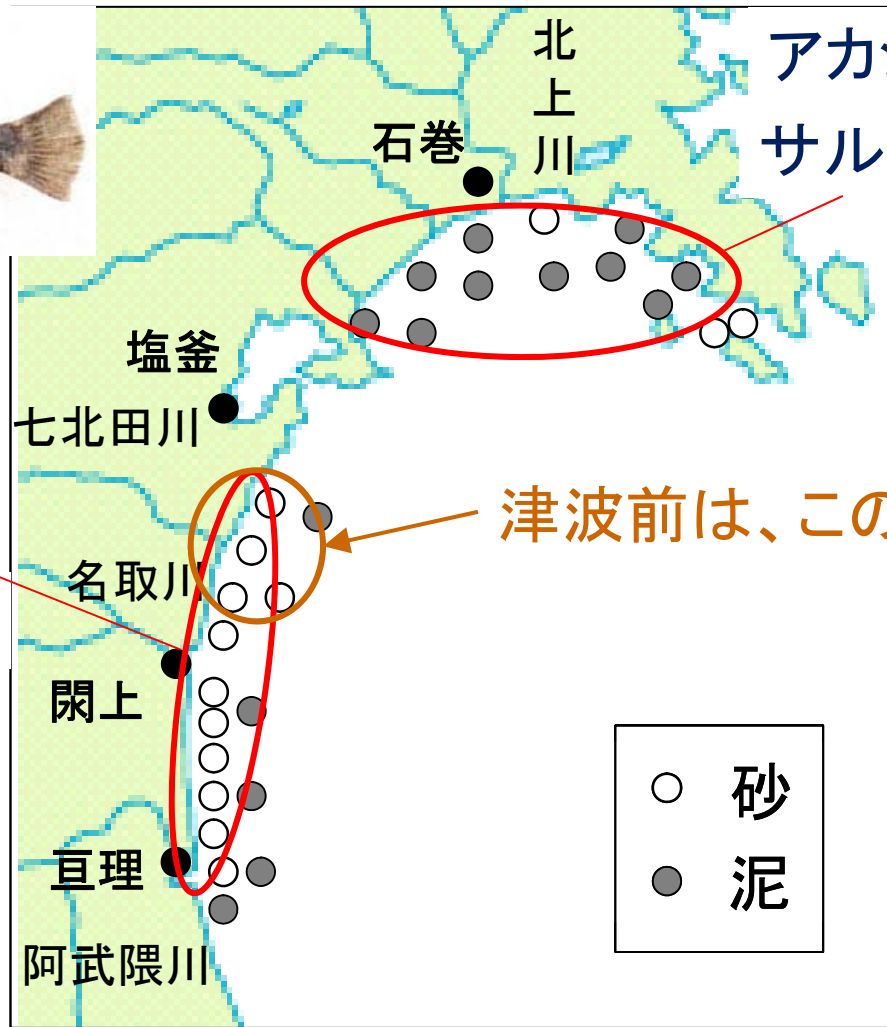 北上川
アカ
サル
石巻
塩釜
七北田川
津波前は、この
名取川
閖上
亘理
阿武隈川
砂
泥